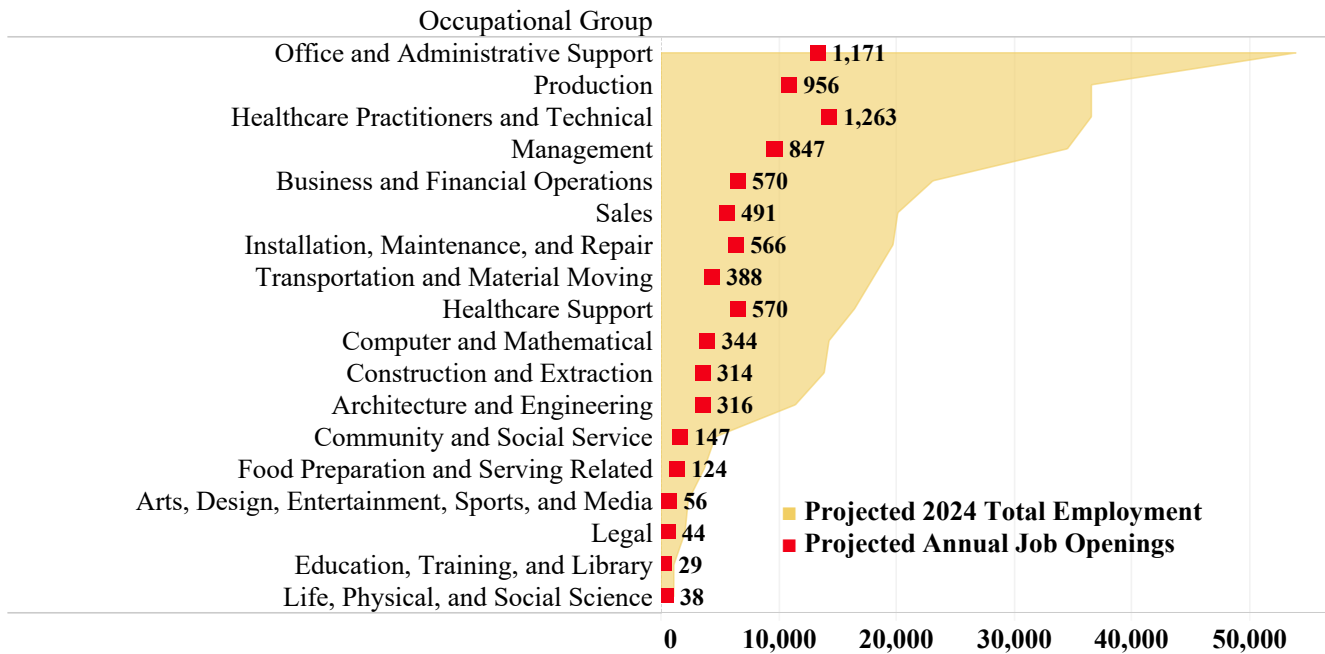 Occupational Group
Office and Administrative Support 1,171
Production 956
Healthcare Practitioners and Technical 1,263
Management 847
Business and Financial Operations 570
Sales 491
Installation, Maintenance, and Repair 566
Transportation and Material Moving 388
Healthcare Support 570
Computer and Mathematical 344
Construction and Extraction 314
Architecture and Engineering 316
Community and Social Service 147
Food Preparation and Serving Related 124
Arts, Design, Entertainment, Sports, and Media 56
Projected 2024 Total Employment
Legal 44
Projected Annual Job Openings
Education, Training, and Library 29
Life, Physical, and Social Science 38
0 10,000 20,000 30,000 40,000 50,000